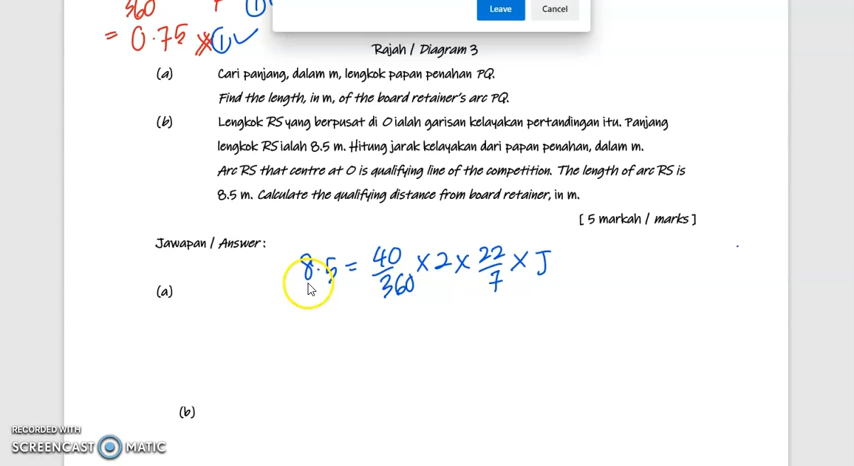 360
= 0.75 ×① ✓
Leave
Cancel
Rajah / Diagram 3
(a) Cari panjang, dalam m, lengkok papan penahan PQ.
Find the length, in m, of the board retainer's arc PQ.
(b) Lengkok RS yang berpusat di O ialah garisan kelayakan pertandingan itu. Panjang
lengkok RS ialah 8.5 m. Hitung jarak kelayakan dari papan penahan, dalam m.
Arc RS that centre at O is qualifying line of the competition. The length of arc RS is
8.5 m. Calculate the qualifying distance from board retainer, in m.
[ 5 markah / marks ]
Jawapan / Answer :
8.5 = 40/360 × 2 × 22/7 × J
(a)
(b)
RECORDED WITH
SCREENCAST MATIC